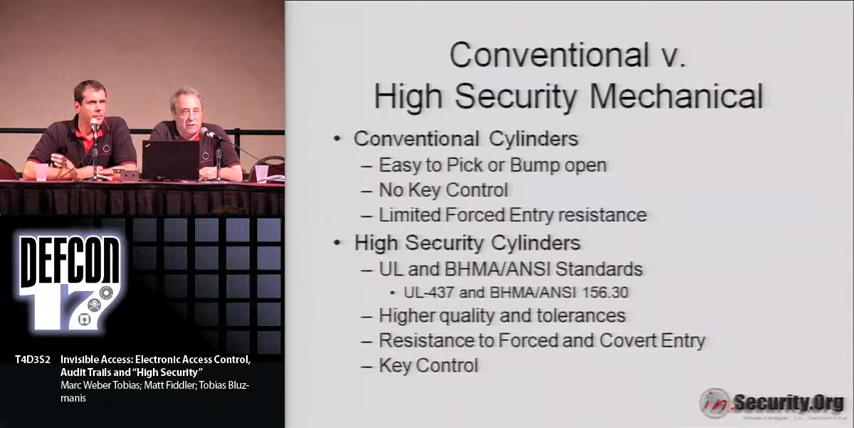 Conventional v.
High Security Mechanical
• Conventional Cylinders
– Easy to Pick or Bump open
– No Key Control
– Limited Forced Entry resistance
• High Security Cylinders
– UL and BHMA/ANSI Standards
• UL-437 and BHMA/ANSI 156.30
– Higher quality and tolerances
– Resistance to Forced and Covert Entry
– Key Control
DEFCON
17
T4D3S2 Invisible Access: Electronic Access Control,
Audit Trails and “High Security”
Marc Weber Tobias; Matt Fiddler; Tobias Bluz-
manis
in.Security.Org